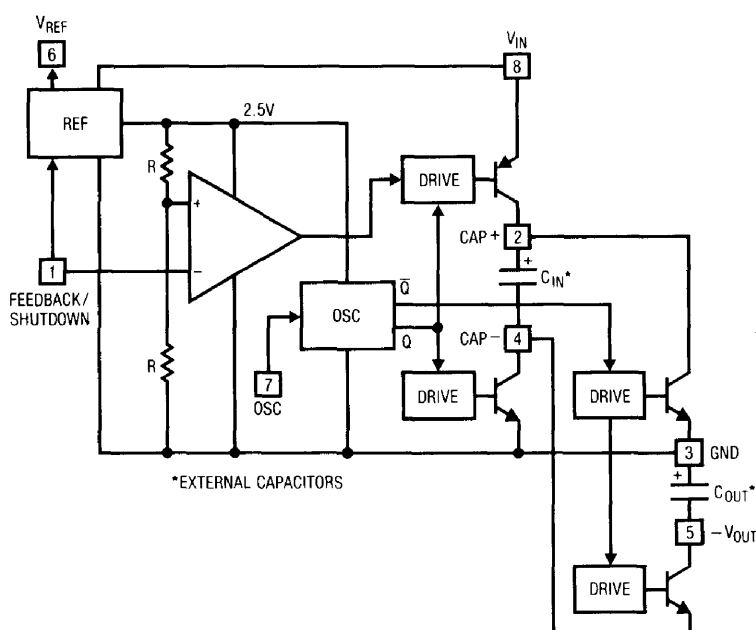 VREF
6
VIN
8
REF
2.5V
R
+
−
DRIVE
CAP+
2
+
CIN*
1
FEEDBACK/
SHUTDOWN
OSC
Q̅
Q
CAP−
4
R
7
OSC
DRIVE
DRIVE
3
GND
*EXTERNAL CAPACITORS
+
COUT*
5
−VOUT
DRIVE